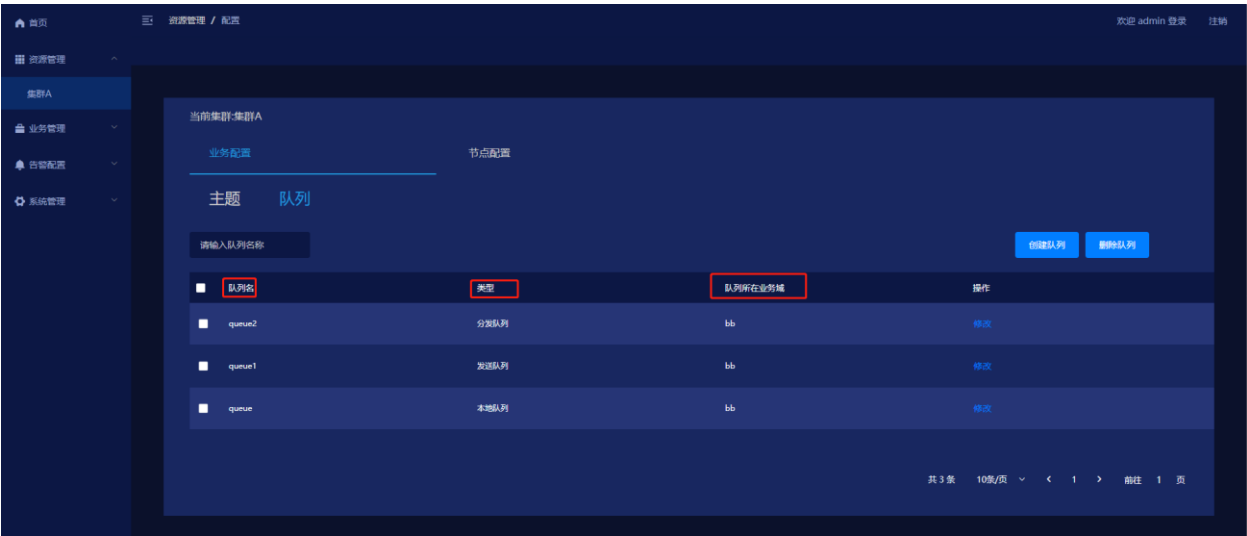 首页
资源管理 / 配置
欢迎 admin 登录 注销
资源管理
集群A
业务管理
告警配置
系统管理
当前集群:集群A
业务配置 节点配置
主题 队列
请输入队列名称
创建队列 删除队列
队列名 类型 队列所在业务域 操作
queue2 分发队列 bb 修改
queue1 发送队列 bb 修改
queue 本地队列 bb 修改
共 3 条 10条/页 1 前往 1 页